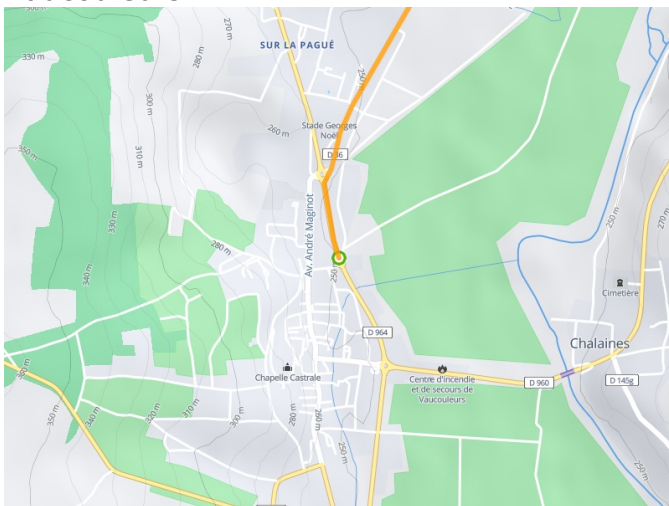 330 m
270 m
280 m
SUR LA PAGUÉ
250 m
300 m
260 m
Stade Georges
Noël
D 36
310 m
350 m
330 m
Av. André Maginot
250 m
270 m
280 m
340 m
250 m
Cimetière
D 964
Chalaines
300 m
Chapelle Castrale
Centre d'incendie
et de secours de
Vaucouleurs
D 960
D 145g
350 m
340 m
320 m
310 m
300 m
280 m
260 m
250 m
250 m